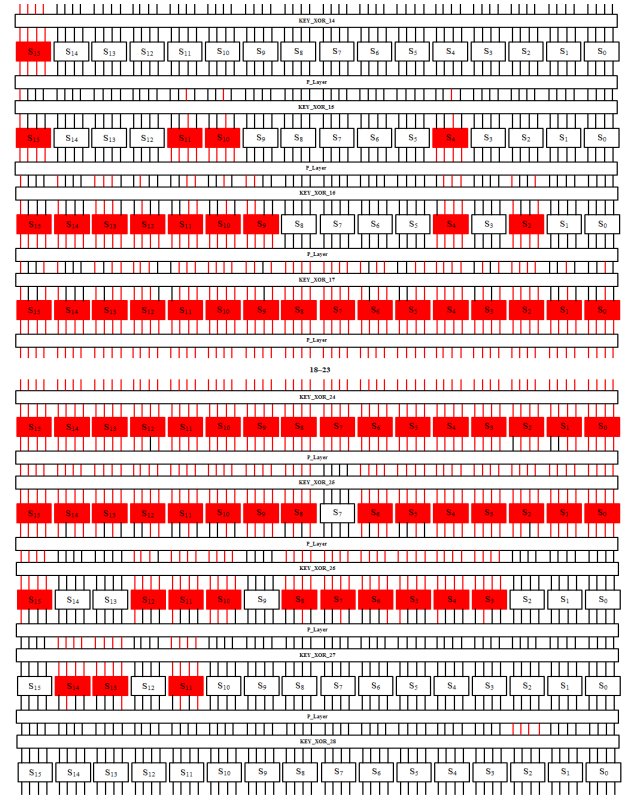 KEY_XOR_14
S15 S14 S13 S12 S11 S10 S9 S8 S7 S6 S5 S4 S3 S2 S1 S0
P_Layer
KEY_XOR_15
S15 S14 S13 S12 S11 S10 S9 S8 S7 S6 S5 S4 S3 S2 S1 S0
P_Layer
KEY_XOR_16
S15 S14 S13 S12 S11 S10 S9 S8 S7 S6 S5 S4 S3 S2 S1 S0
P_Layer
KEY_XOR_17
S15 S14 S13 S12 S11 S10 S9 S8 S7 S6 S5 S4 S3 S2 S1 S0
P_Layer
18–23
KEY_XOR_24
S15 S14 S13 S12 S11 S10 S9 S8 S7 S6 S5 S4 S3 S2 S1 S0
P_Layer
KEY_XOR_25
S15 S14 S13 S12 S11 S10 S9 S8 S7 S6 S5 S4 S3 S2 S1 S0
P_Layer
KEY_XOR_26
S15 S14 S13 S12 S11 S10 S9 S8 S7 S6 S5 S4 S3 S2 S1 S0
P_Layer
KEY_XOR_27
S15 S14 S13 S12 S11 S10 S9 S8 S7 S6 S5 S4 S3 S2 S1 S0
P_Layer
KEY_XOR_28
S15 S14 S13 S12 S11 S10 S9 S8 S7 S6 S5 S4 S3 S2 S1 S0